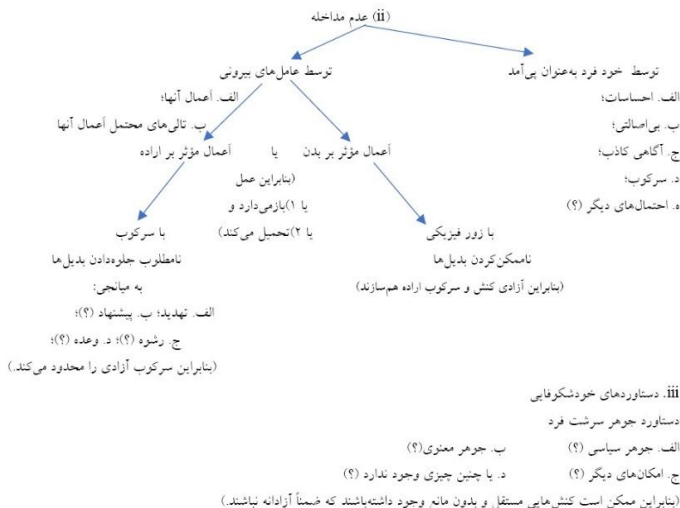 (ii) عدم مداخله
توسط خود فرد به‌عنوان پی‌آمد
الف. احساسات؛
ب. بی‌اصالتی؛
ج. آگاهی کاذب؛
د. سرکوب؛
ه. احتمال‌های دیگر (؟)
توسط عامل‌های بیرونی
الف. اَعمال آنها؛
ب. تالی‌های محتمل اَعمال آنها
اَعمال مؤثر بر بدن یا اَعمال مؤثر بر اراده
(بنابراین عمل
یا ۱)بازمی‌دارد و
یا ۲)تحمیل می‌کند)
با زور فیزیکی
ناممکن‌کردن بدیل‌ها
(بنابراین آزادی کنش و سرکوب اراده هم‌سازند)
با سرکوب
نامطلوب جلوه‌دادن بدیل‌ها
به میانجی:
الف. تهدید؛ ب. پیشنهاد (؟)؛
ج. رشوه (؟)؛ د. وعده (؟)؛
(بنابراین سرکوب آزادی را محدود می‌کند.)
iii. دستاوردهای خودشکوفایی
دستاورد جوهر سرشت فرد
الف. جوهر سیاسی (؟) ب. جوهر معنوی(؟)
ج. امکان‌های دیگر (؟) د. یا چنین چیزی وجود ندارد (؟)
(بنابراین ممکن است کنش‌هایی مستقل و بدون مانع وجود داشته‌باشند که ضمناً آزادانه نباشند.)